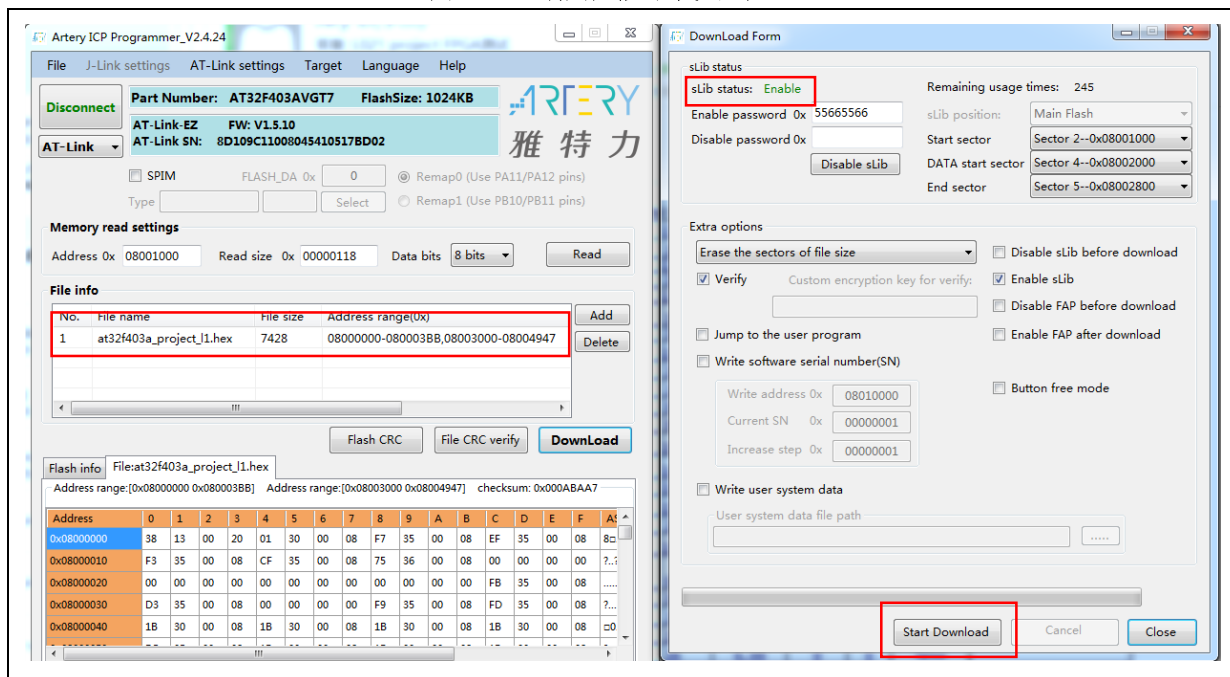 Artery ICP Programmer_V2.4.24
File J-Link settings AT-Link settings Target Language Help
Disconnect
Part Number: AT32F403AVGT7 FlashSize: 1024KB
AT-Link-EZ FW: V1.5.10
AT-Link SN: 8D109C11008045410517BD02
AT-Link
ARTERY
雅特力
SPIM FLASH_DA 0x 0 Remap0 (Use PA11/PA12 pins)
Type Select Remap1 (Use PB10/PB11 pins)
Memory read settings
Address 0x 08001000 Read size 0x 00000118 Data bits 8 bits Read
File info
No. File name File size Address range(0x)
1 at32f403a_project_l1.hex 7428 08000000-080003BB,08003000-08004947
Add
Delete
Flash CRC File CRC verify DownLoad
Flash info File:at32f403a_project_l1.hex
Address range:[0x08000000 0x080003BB] Address range:[0x08003000 0x08004947] checksum: 0x000ABAA7
Address 0 1 2 3 4 5 6 7 8 9 A B C D E F
0x08000000 38 13 00 20 01 30 00 08 F7 35 00 08 EF 35 00 08
0x08000010 F3 35 00 08 CF 35 00 08 75 36 00 08 00 00 00 00
0x08000020 00 00 00 00 00 00 00 00 00 00 00 00 FB 35 00 08
0x08000030 D3 35 00 08 00 00 00 00 F9 35 00 08 FD 35 00 08
0x08000040 1B 30 00 08 1B 30 00 08 1B 30 00 08 1B 30 00 08
DownLoad Form
sLib status
sLib status: Enable Remaining usage times: 245
Enable password 0x 55665566 sLib position: Main Flash
Disable password 0x Start sector Sector 2--0x08001000
Disable sLib DATA start sector Sector 4--0x08002000
End sector Sector 5--0x08002800
Extra options
Erase the sectors of file size Disable sLib before download
Verify Custom encryption key for verify: Enable sLib
Disable FAP before download
Jump to the user program Enable FAP after download
Write software serial number(SN)
Write address 0x 08010000 Button free mode
Current SN 0x 00000001
Increase step 0x 00000001
Write user system data
User system data file path
.....
Start Download Cancel Close